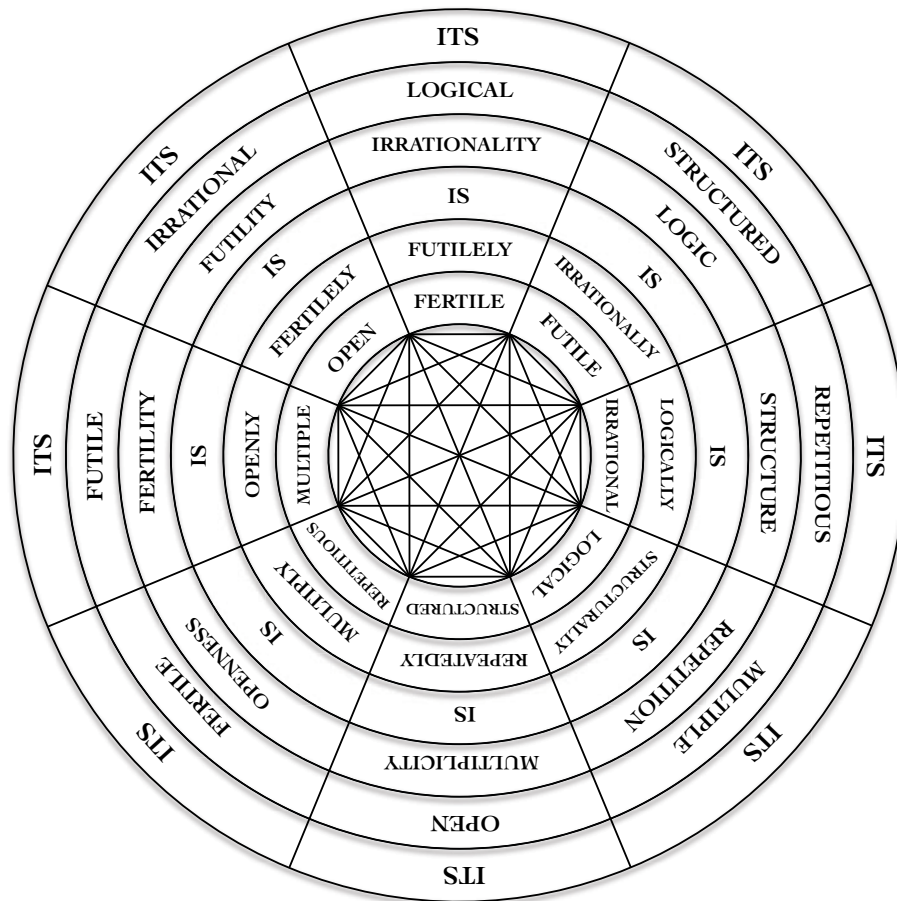 ITS
LOGICAL
IRRATIONALITY
IS
FUTILELY
FERTILE
ITS
STRUCTURED
LOGIC
IS
IRRATIONALLY
FUTILE
ITS
REPETITIOUS
STRUCTURE
IS
LOGICALLY
IRRATIONAL
ITS
MULTIPLE
REPETITION
IS
STRUCTURALLY
LOGICAL
ITS
OPEN
MULTIPLICITY
IS
REPEATEDLY
STRUCTURED
ITS
FERTILE
OPENNESS
IS
MULTIPLY
REPETITIOUS
ITS
FUTILE
FERTILITY
IS
OPENLY
MULTIPLE
ITS
IRRATIONAL
FUTILITY
IS
FERTILELY
OPEN